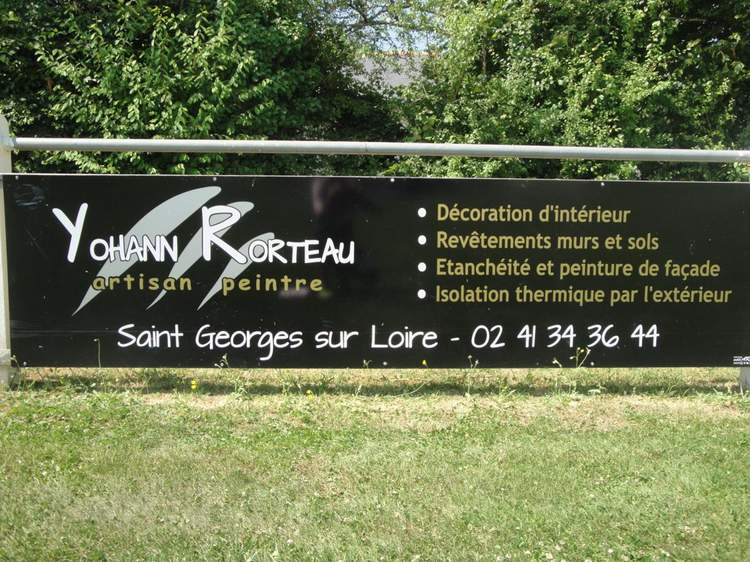 Yohann Rorteau
artisan peintre
• Décoration d'intérieur
• Revêtements murs et sols
• Etanchéité et peinture de façade
• Isolation thermique par l'extérieur
Saint Georges sur Loire - 02 41 34 36 44